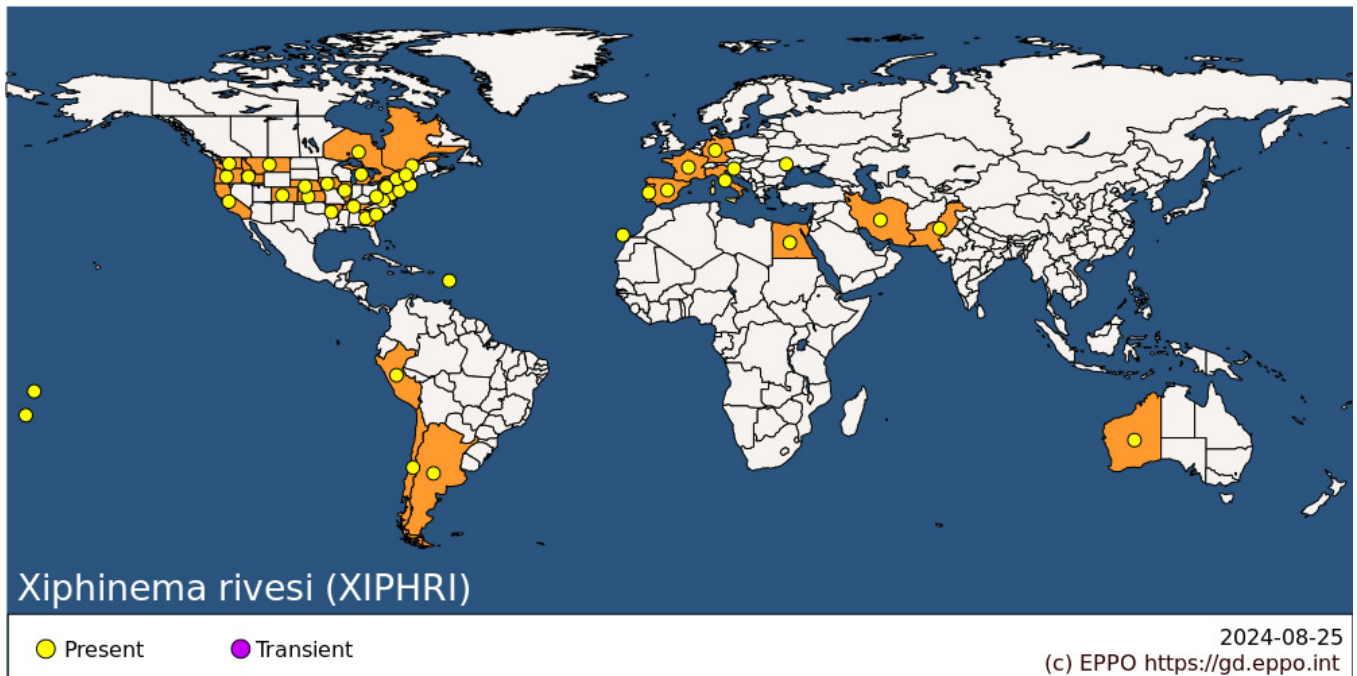 Xiphinema rivesi (XIPHRI)
Present
Transient
2024-08-25
(c) EPPO https://gd.eppo.int